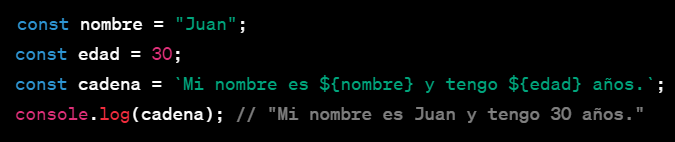 const nombre = "Juan";
const edad = 30;
const cadena = `Mi nombre es ${nombre} y tengo ${edad} años.`;
console.log(cadena); // "Mi nombre es Juan y tengo 30 años."